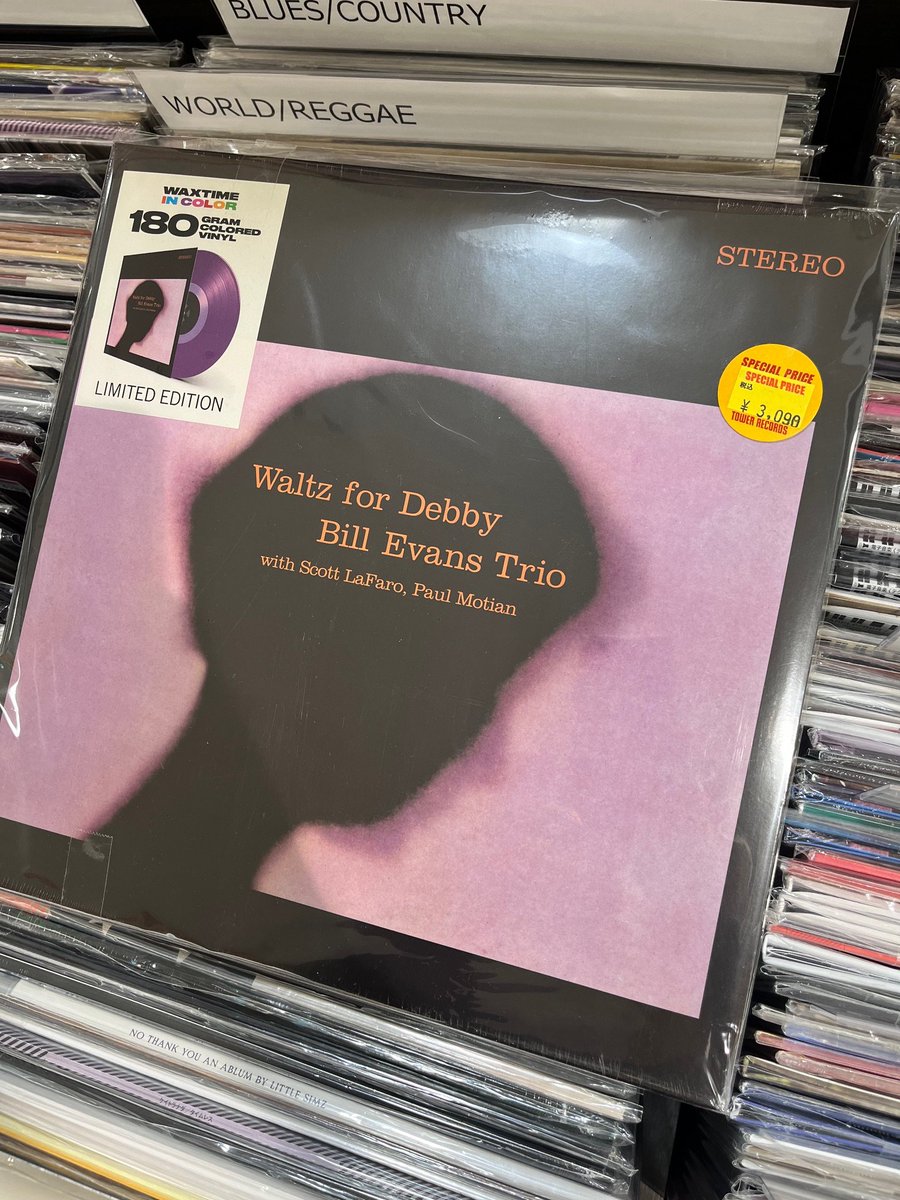 BLUES/COUNTRY
WORLD/REGGAE
WAXTIME
IN COLOR
180 GRAM COLORED VINYL
LIMITED EDITION
STEREO
SPECIAL PRICE
SPECIAL PRICE
税込
¥ 3,090
TOWER RECORDS
Waltz for Debby
Bill Evans Trio
with Scott LaFaro, Paul Motian
NO THANK YOU AN ABLUM BY LITTLE SIMZ